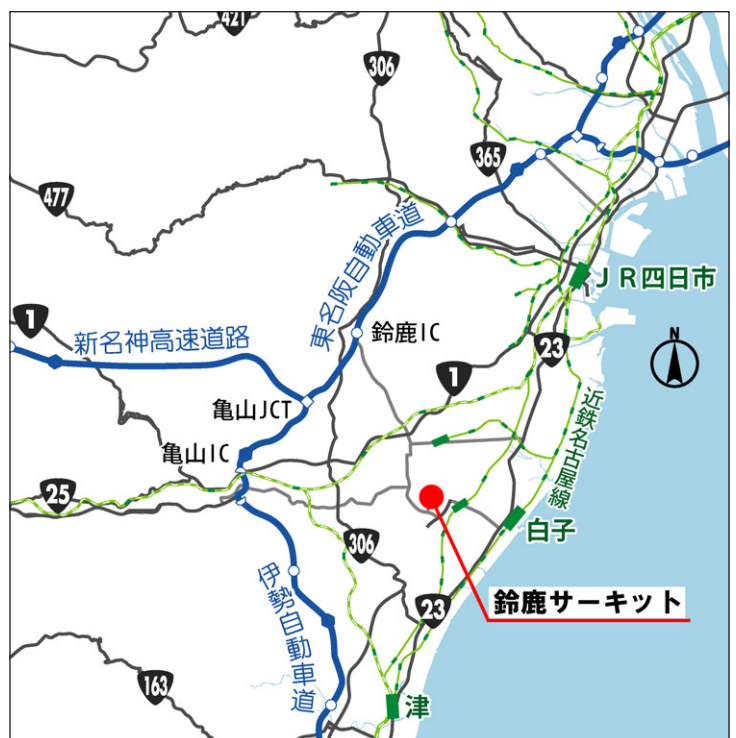 421
306
365
477
東名阪自動車道
JR四日市
1
新名神高速道路
鈴鹿IC
23
N
1
亀山JCT
近鉄名古屋線
亀山IC
25
白子
306
鈴鹿サーキット
伊勢自動車道
23
163
津